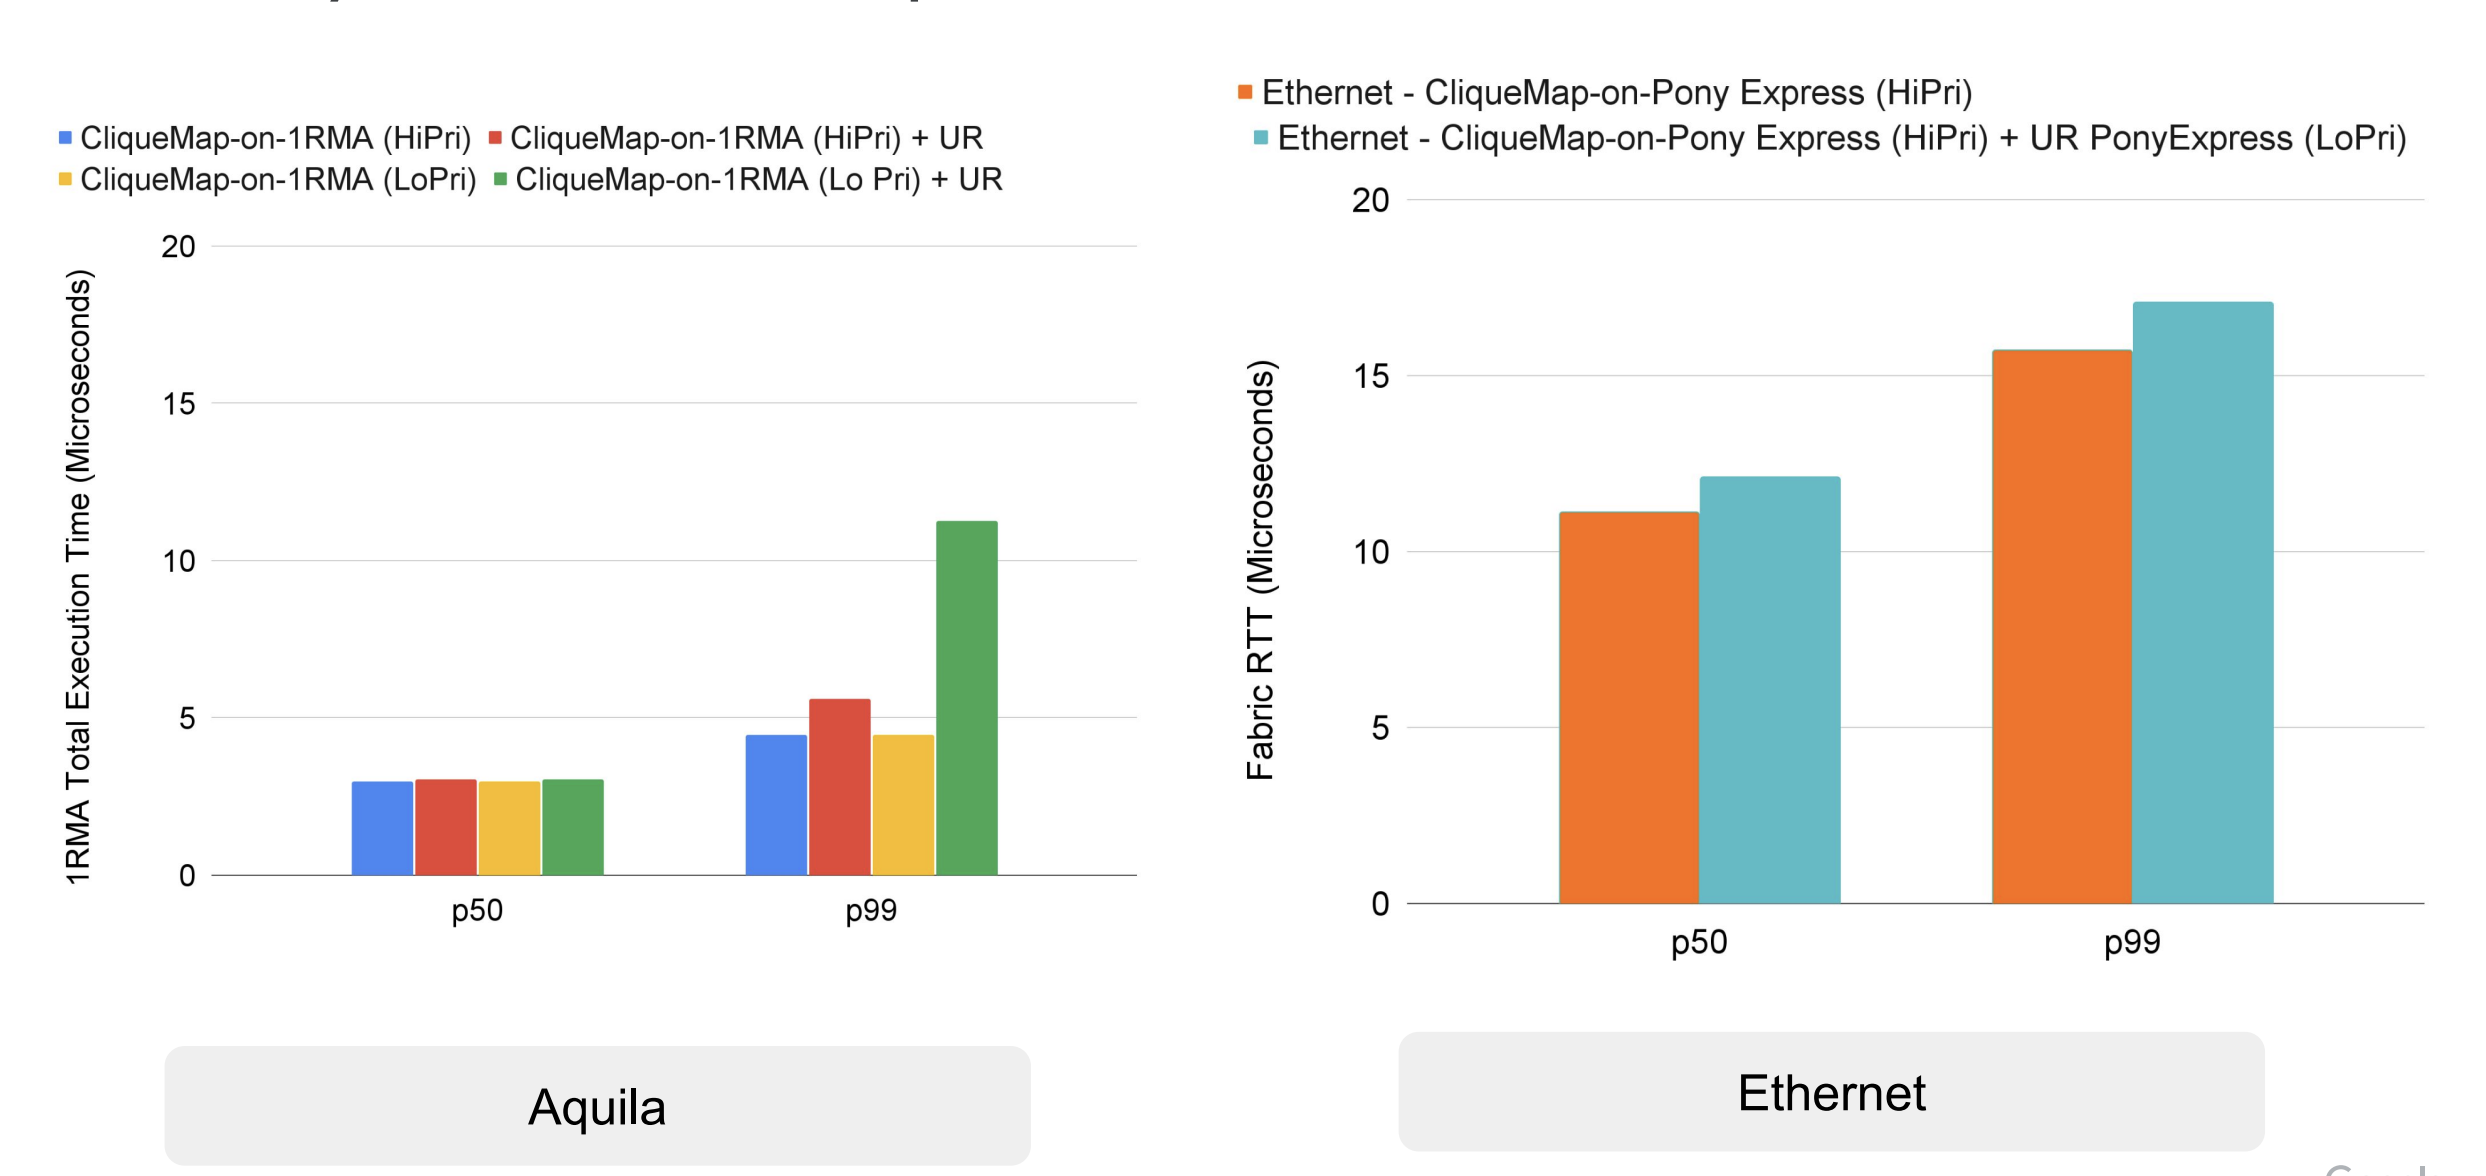 CliqueMap-on-1RMA (HiPri) CliqueMap-on-1RMA (HiPri) + UR
CliqueMap-on-1RMA (LoPri) CliqueMap-on-1RMA (Lo Pri) + UR
1RMA Total Execution Time (Microseconds)
20
15
10
5
0
p50 p99
Aquila
Ethernet - CliqueMap-on-Pony Express (HiPri)
Ethernet - CliqueMap-on-Pony Express (HiPri) + UR PonyExpress (LoPri)
Fabric RTT (Microseconds)
20
15
10
5
0
p50 p99
Ethernet